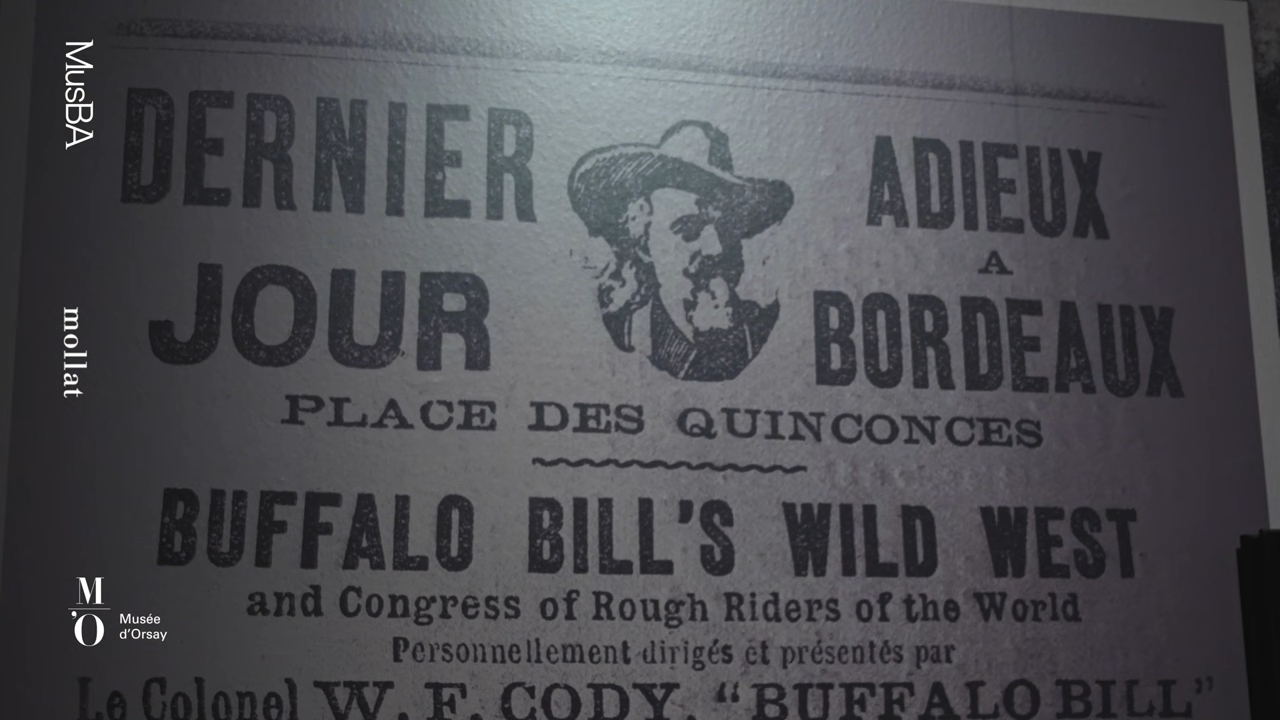 MusBA
mollat
M
'O
Musée
d'Orsay
DERNIER
JOUR
ADIEUX
A
BORDEAUX
PLACE DES QUINCONCES
BUFFALO BILL'S WILD WEST
and Congress of Rough Riders of the World
Personnellement dirigés et présentés par
Le Colonel W. F. CODY, "BUFFALO BILL"